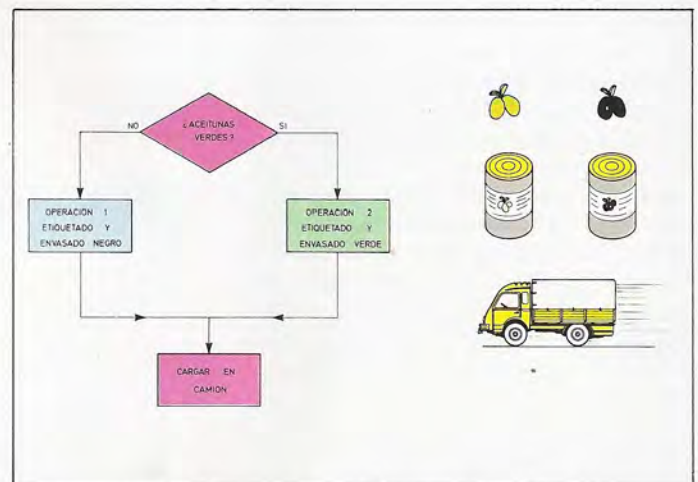 ¿ACEITUNAS
VERDES?
NO
SI
OPERACION 1
ETIQUETADO Y
ENVASADO NEGRO
OPERACION 2
ETIQUETADO Y
ENVASADO VERDE
CARGAR EN
CAMION